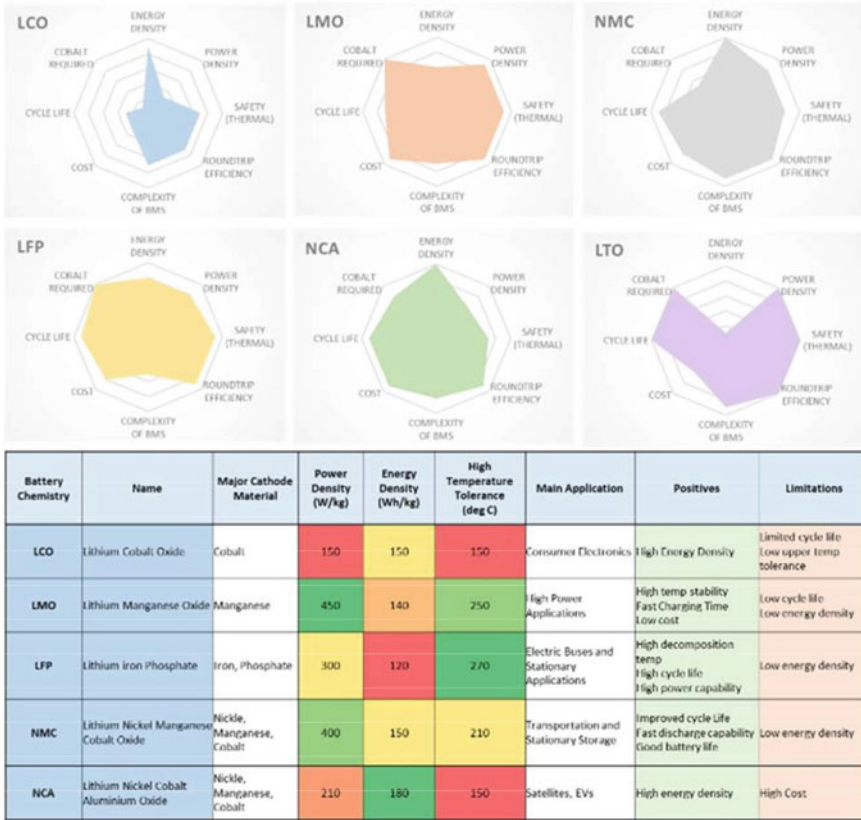 LCO
ENERGY
DENSITY
COBALT
REQUIRED
POWER
DENSITY
CYCLE LIFE
SAFETY
(THERMAL)
COST
ROUNDTRIP
EFFICIENCY
COMPLEXITY
OF BMS
LMO
ENERGY
DENSITY
COBALT
REQUIRED
POWER
DENSITY
CYCLE LIFE
SAFETY
(THERMAL)
COST
ROUNDTRIP
EFFICIENCY
COMPLEXITY
OF BMS
NMC
ENERGY
DENSITY
COBALT
REQUIRED
POWER
DENSITY
CYCLE LIFE
SAFETY
(THERMAL)
COST
ROUNDTRIP
EFFICIENCY
COMPLEXITY
OF BMS
LFP
ENERGY
DENSITY
COBALT
REQUIRED
POWER
DENSITY
CYCLE LIFE
SAFETY
(THERMAL)
COST
ROUNDTRIP
EFFICIENCY
COMPLEXITY
OF BMS
NCA
ENERGY
DENSITY
COBALT
REQUIRED
POWER
DENSITY
CYCLE LIFE
SAFETY
(THERMAL)
COST
ROUNDTRIP
EFFICIENCY
COMPLEXITY
OF BMS
LTO
ENERGY
DENSITY
COBALT
REQUIRED
POWER
DENSITY
CYCLE LIFE
SAFETY
(THERMAL)
COST
ROUNDTRIP
EFFICIENCY
COMPLEXITY
OF BMS
Battery
Chemistry
Name
Major Cathode
Material
Power
Density
(W/kg)
Energy
Density
(Wh/kg)
High
Temperature
Tolerance
(deg C)
Main Application
Positives
Limitations
LCO
Lithium Cobalt Oxide
Cobalt
150
150
150
Consumer Electronics
High Energy Density
Limited cycle life
Low upper temp
tolerance
LMO
Lithium Manganese Oxide
Manganese
450
140
250
High Power
Applications
High temp stability
Fast Charging Time
Low cost
Low cycle life
Low energy density
LFP
Lithium iron Phosphate
Iron, Phosphate
300
120
270
Electric Buses and
Stationary
Applications
High decomposition
temp
High cycle life
High power capability
Low energy density
NMC
Lithium Nickel Manganese
Cobalt Oxide
Nickle,
Manganese,
Cobalt
400
150
210
Transportation and
Stationary Storage
Improved cycle Life
Fast discharge capability
Good battery life
Low energy density
NCA
Lithium Nickel Cobalt
Aluminium Oxide
Nickle,
Manganese,
Cobalt
210
180
150
Satellites, EVs
High energy density
High Cost